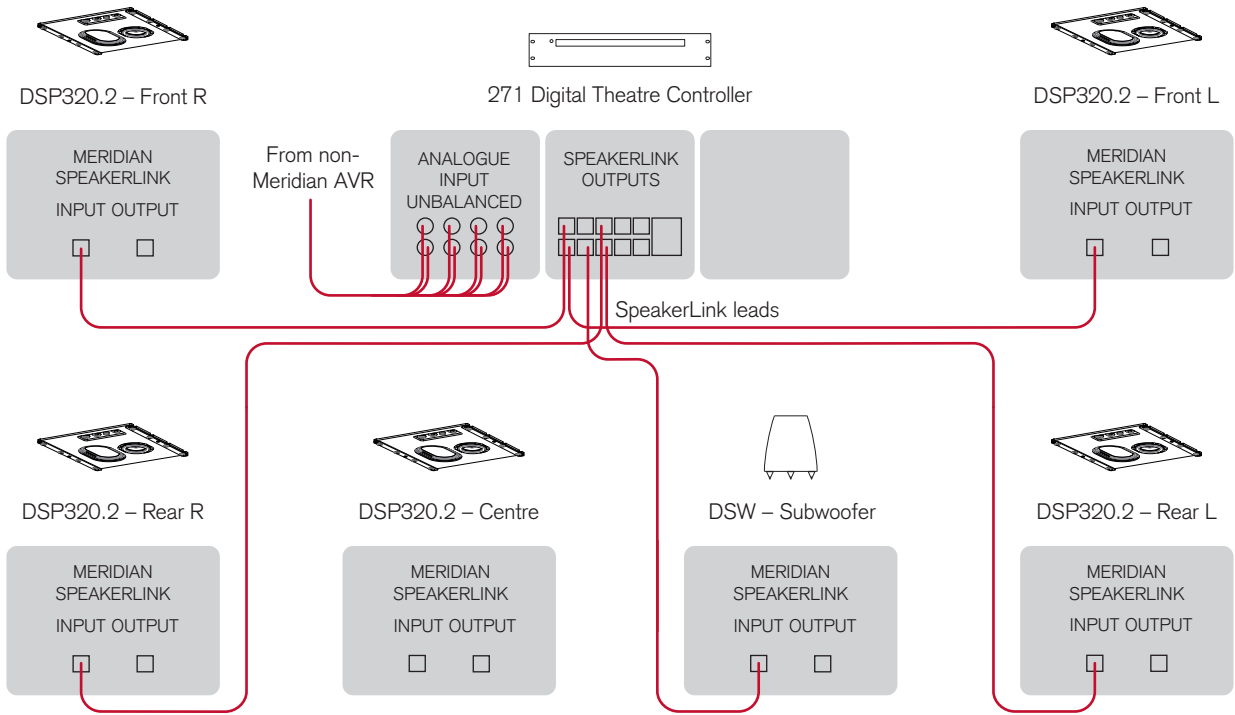 DSP320.2 – Front R
271 Digital Theatre Controller
DSP320.2 – Front L
MERIDIAN
SPEAKERLINK
INPUT OUTPUT
From non-
Meridian AVR
ANALOGUE
INPUT
UNBALANCED
SPEAKERLINK
OUTPUTS
MERIDIAN
SPEAKERLINK
INPUT OUTPUT
SpeakerLink leads
DSP320.2 – Rear R
DSP320.2 – Centre
DSW – Subwoofer
DSP320.2 – Rear L
MERIDIAN
SPEAKERLINK
INPUT OUTPUT
MERIDIAN
SPEAKERLINK
INPUT OUTPUT
MERIDIAN
SPEAKERLINK
INPUT OUTPUT
MERIDIAN
SPEAKERLINK
INPUT OUTPUT